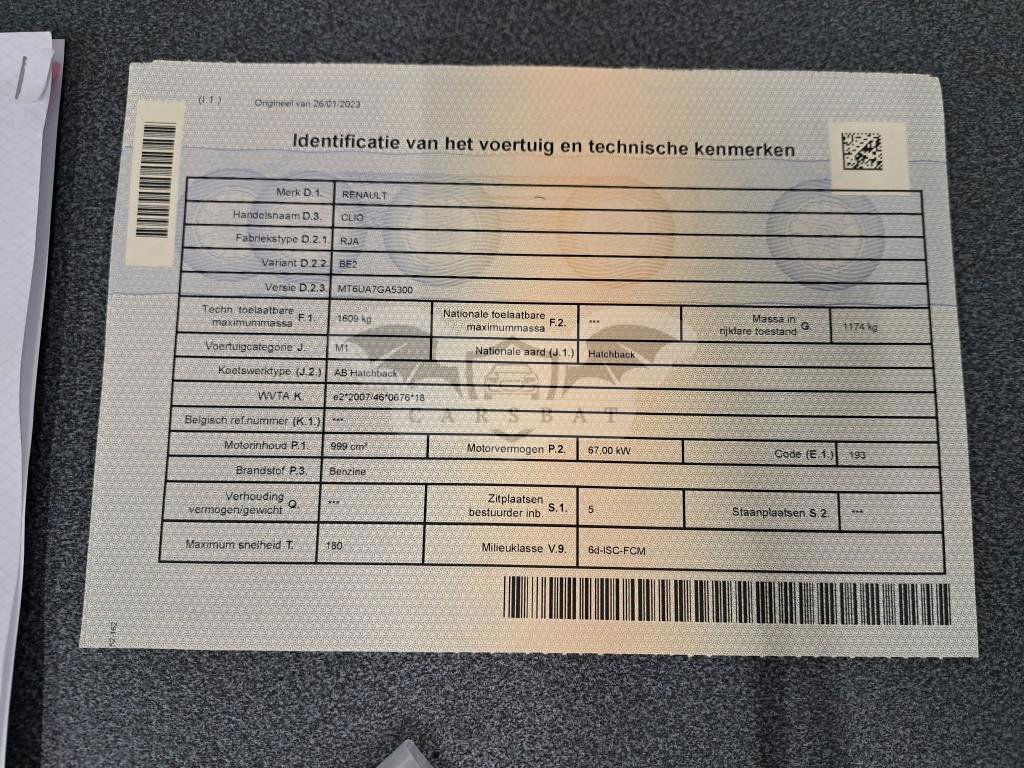 (I.1.) Origineel van 26/01/2023
Identificatie van het voertuig en technische kenmerken
Merk D.1. RENAULT
Handelsnaam D.3. CLIO
Fabriekstype D.2.1. RJA
Variant D.2.2. BE2
Versie D.2.3. MT6UA7GA5300
Techn. toelaatbare maximummassa F.1. 1609 kg Nationale toelaatbare maximummassa F.2. *** Massa in rijklare toestand G. 1174 kg
Voertuigcategorie J. M1 Nationale aard (J.1.) Hatchback
Koetswerktype (J.2.) AB Hatchback
WVTA K. e2*2007/46*0676*18
CARSBAT
Belgisch ref.nummer (K.1.) ***
Motorinhoud P.1. 999 cm³ Motorvermogen P.2. 67,00 kW Code (E.1.) 193
Brandstof P.3. Benzine
Verhouding vermogen/gewicht Q. *** Zitplaatsen bestuurder inb. S.1. 5 Staanplaatsen S.2. ***
Maximum snelheid T. 180 Milieuklasse V.9. 6d-ISC-FCM